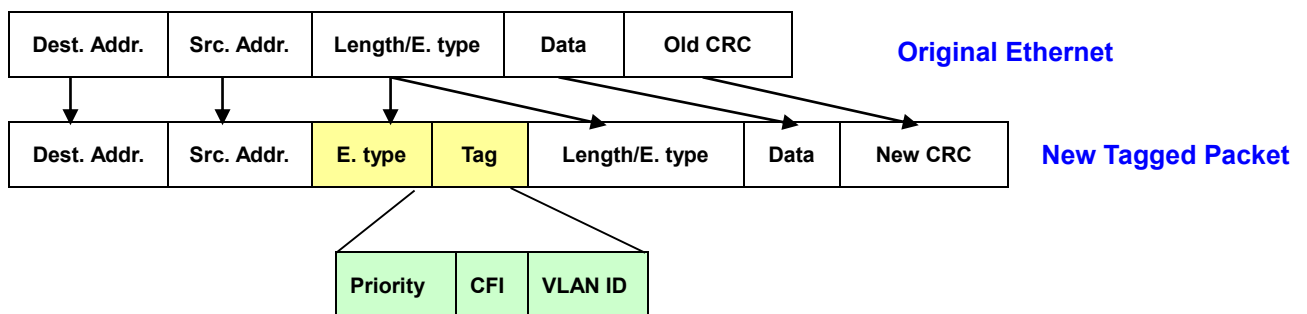 Dest. Addr. Src. Addr. Length/E. type Data Old CRC
Original Ethernet
Dest. Addr. Src. Addr. E. type Tag Length/E. type Data New CRC
New Tagged Packet
Priority CFI VLAN ID